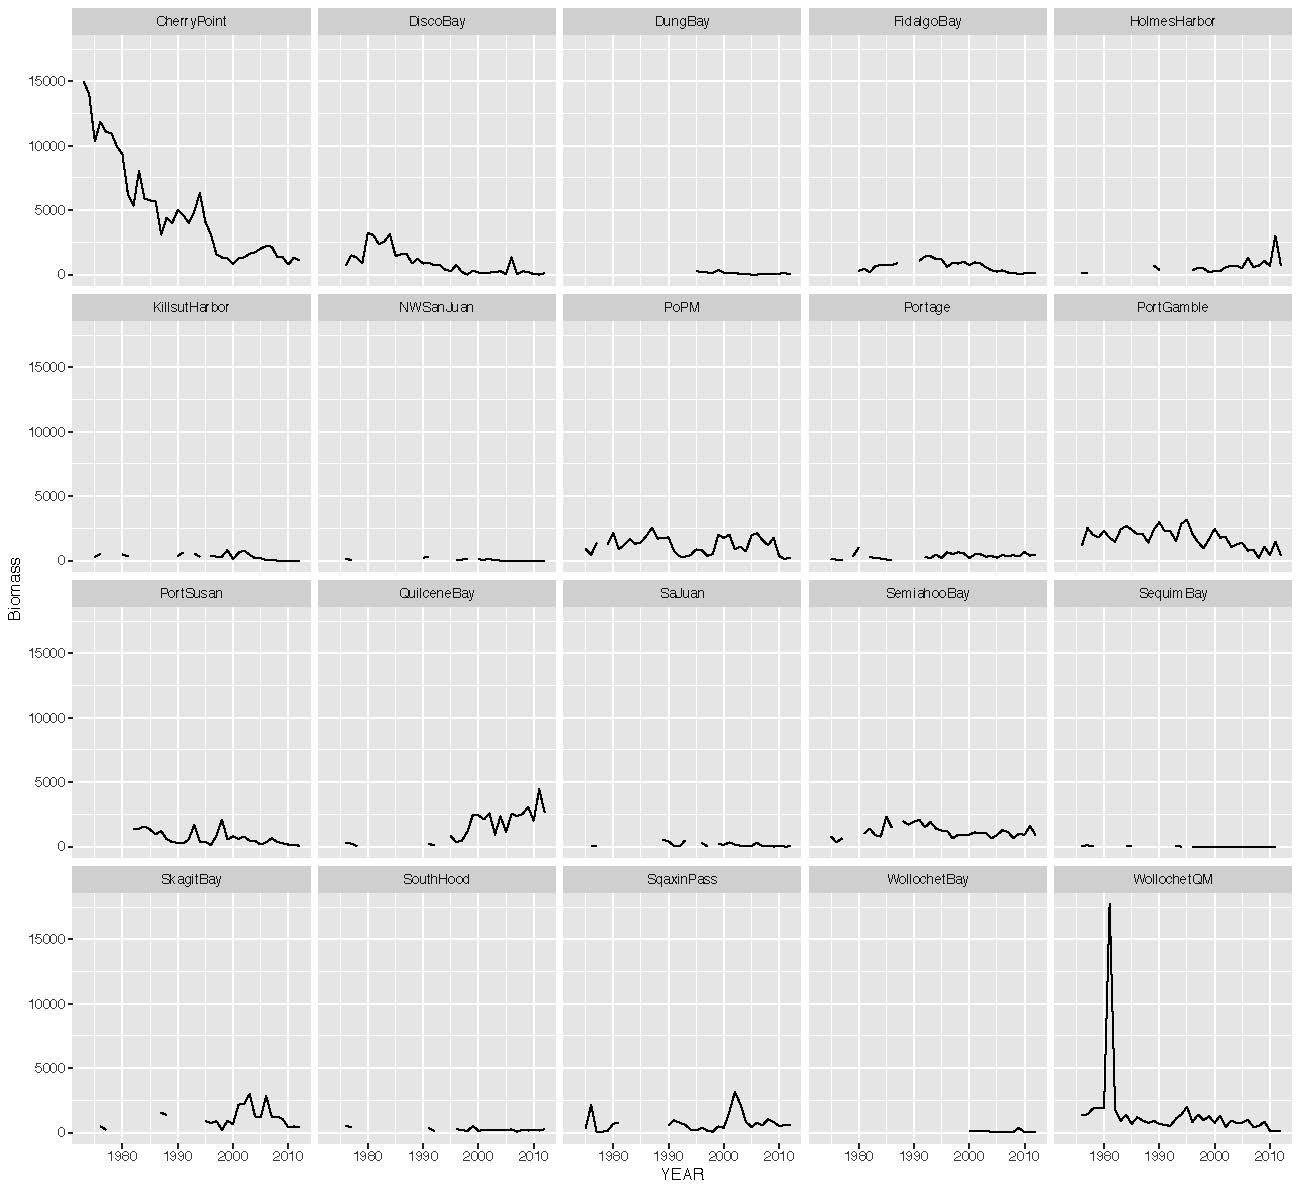 CherryPoint DiscoBay DungBay FidalgoBay HolmesHarbor
15000
10000
5000
0
KillsutHarbor NWSanJuan PoPM Portage PortGamble
15000
10000
5000
0
Biomass
PortSusan QuilceneBay SaJuan SemiahooBay SequimBay
15000
10000
5000
0
SkagitBay SouthHood SqaxinPass WollochetBay WollochetQM
15000
10000
5000
0
1980 1990 2000 2010 1980 1990 2000 2010 1980 1990 2000 2010 1980 1990 2000 2010 1980 1990 2000 2010
YEAR